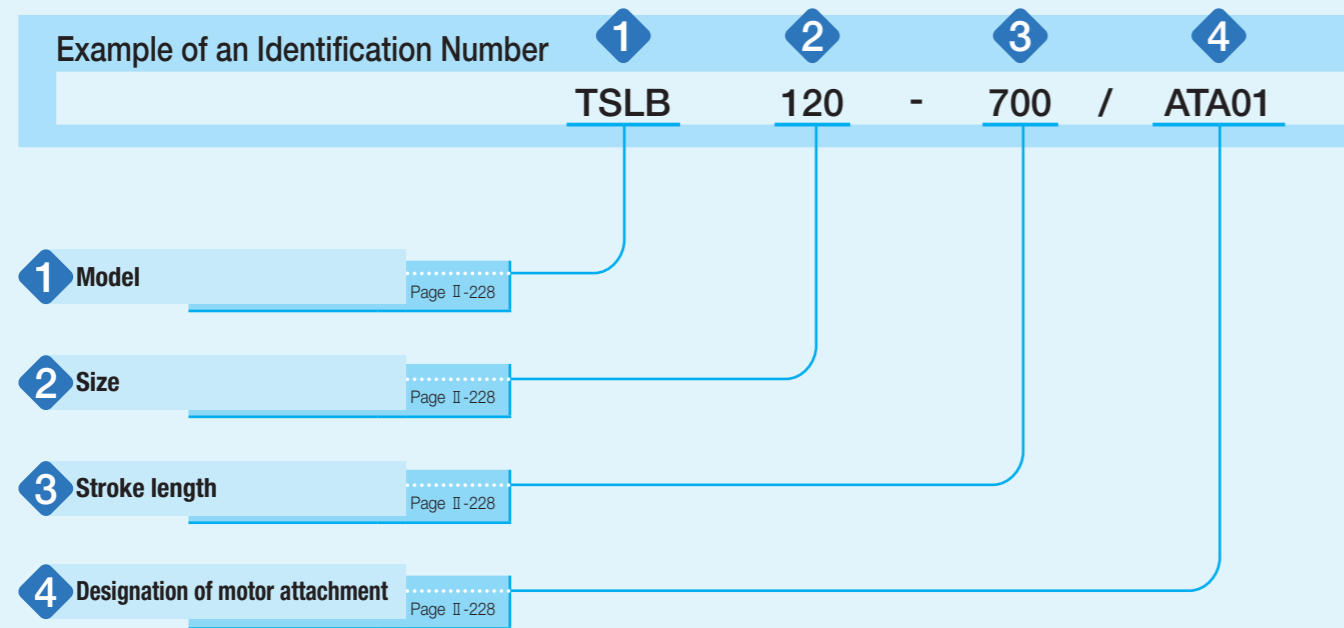 Example of an Identification Number 1 2 3 4
TSLB 120 - 700 / ATA01
1 Model
Page Ⅱ-228
2 Size
Page Ⅱ-228
3 Stroke length
Page Ⅱ-228
4 Designation of motor attachment
Page Ⅱ-228